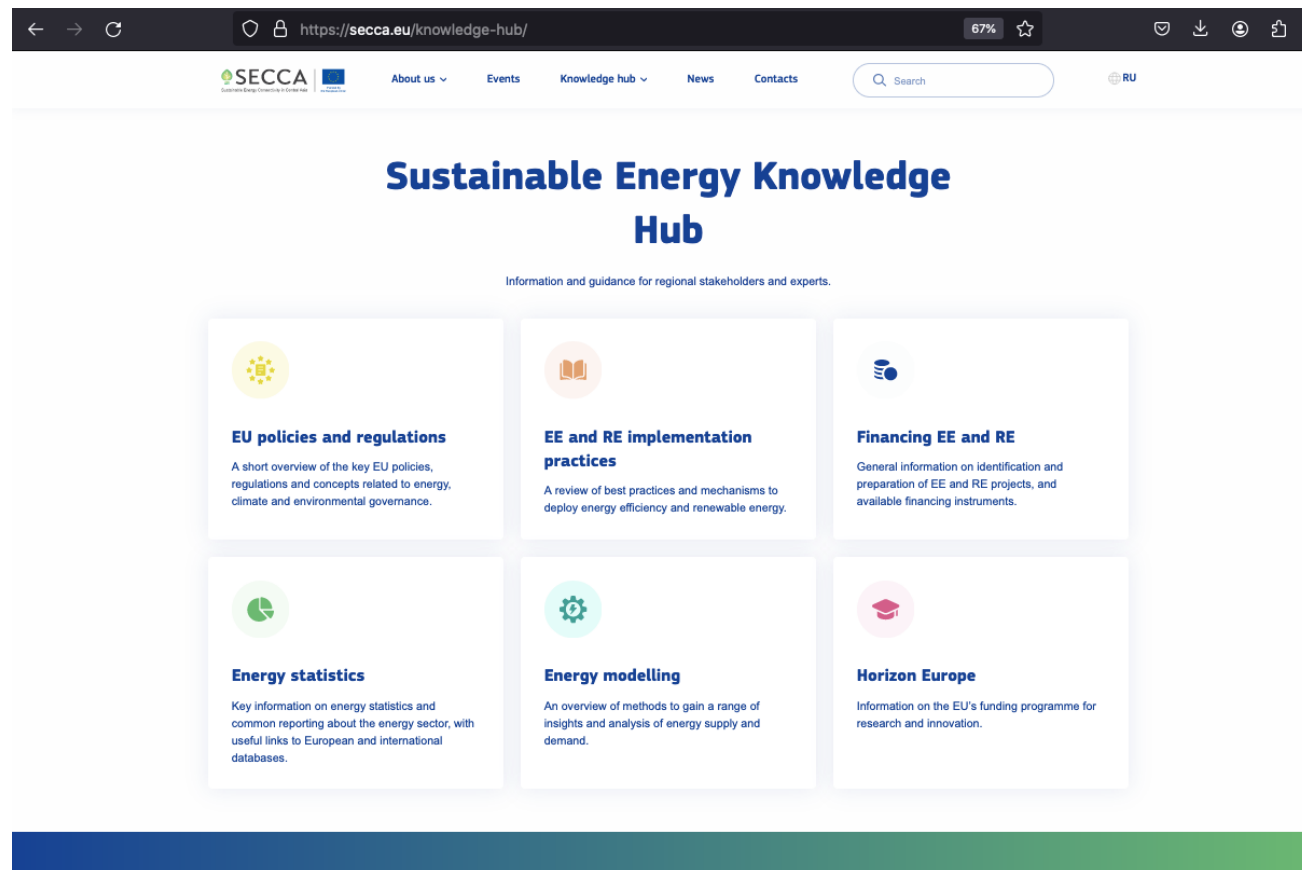 https://secca.eu/knowledge-hub/
67%
SECCA
Sustainable Energy Connectivity in Central Asia
About us
Events
Knowledge hub
News
Contacts
Search
RU
Sustainable Energy Knowledge
Hub
Information and guidance for regional stakeholders and experts.
EU policies and regulations
A short overview of the key EU policies,
regulations and concepts related to energy,
climate and environmental governance.
EE and RE implementation
practices
A review of best practices and mechanisms to
deploy energy efficiency and renewable energy.
Financing EE and RE
General information on identification and
preparation of EE and RE projects, and
available financing instruments.
Energy statistics
Key information on energy statistics and
common reporting about the energy sector, with
useful links to European and international
databases.
Energy modelling
An overview of methods to gain a range of
insights and analysis of energy supply and
demand.
Horizon Europe
Information on the EU's funding programme for
research and innovation.